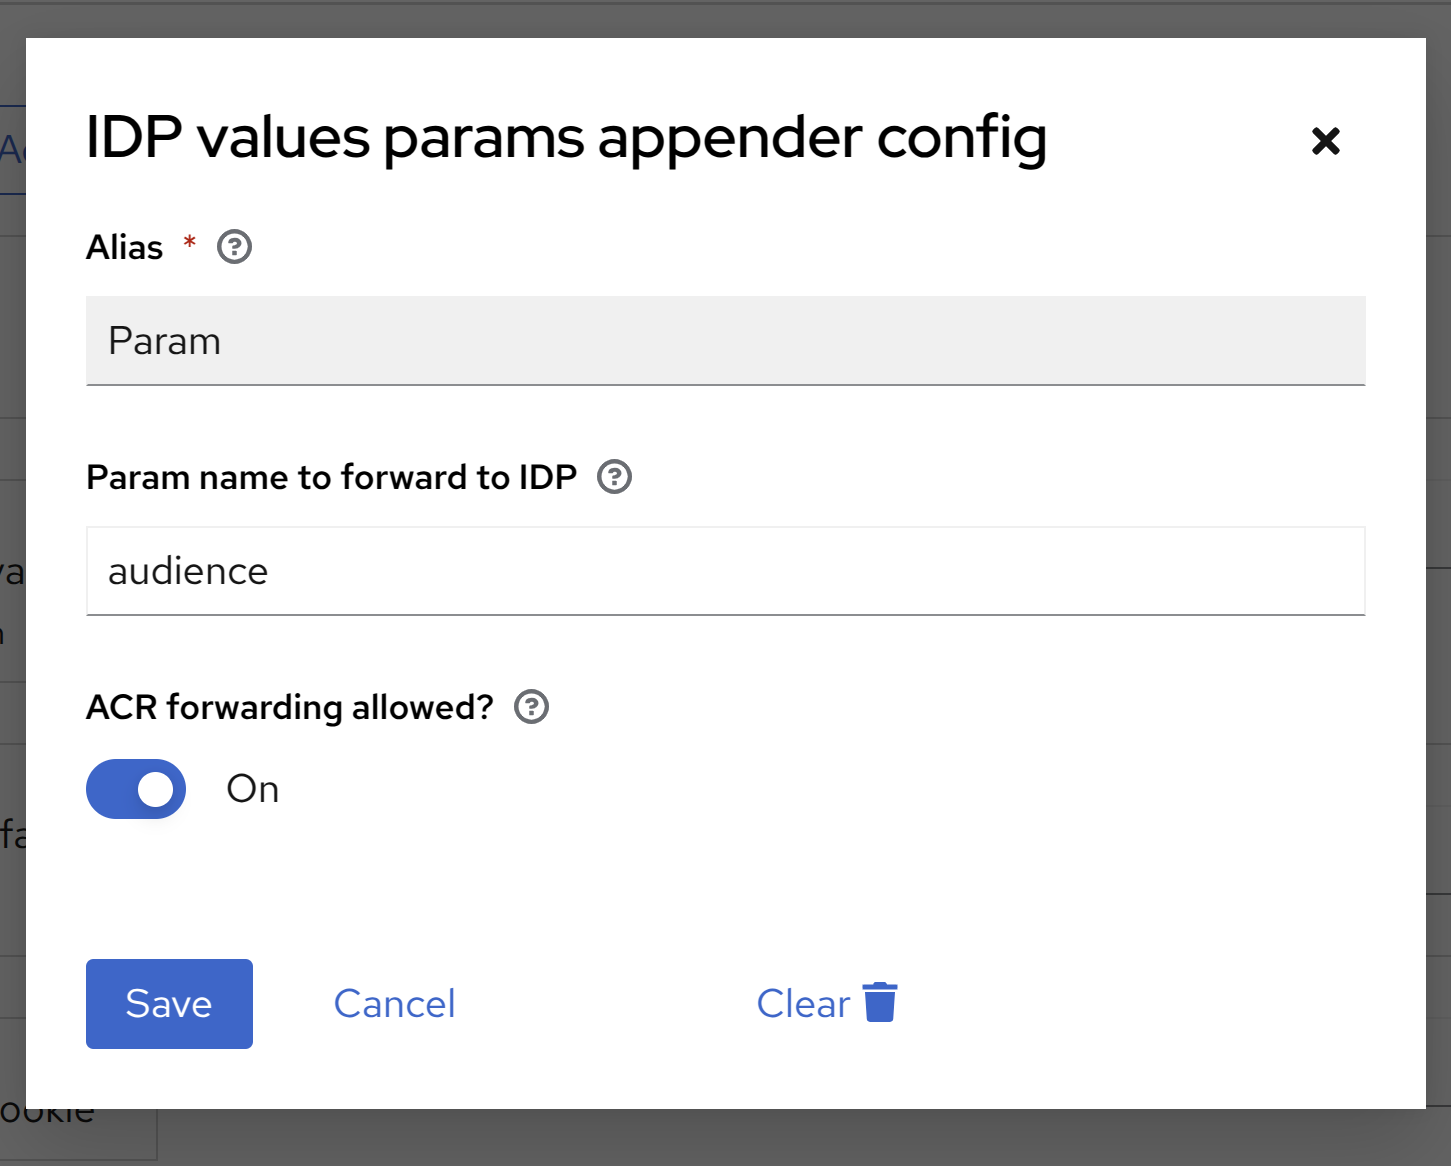 IDP values params appender config
Alias *
Param
Param name to forward to IDP
audience
ACR forwarding allowed?
On
Save Cancel Clear